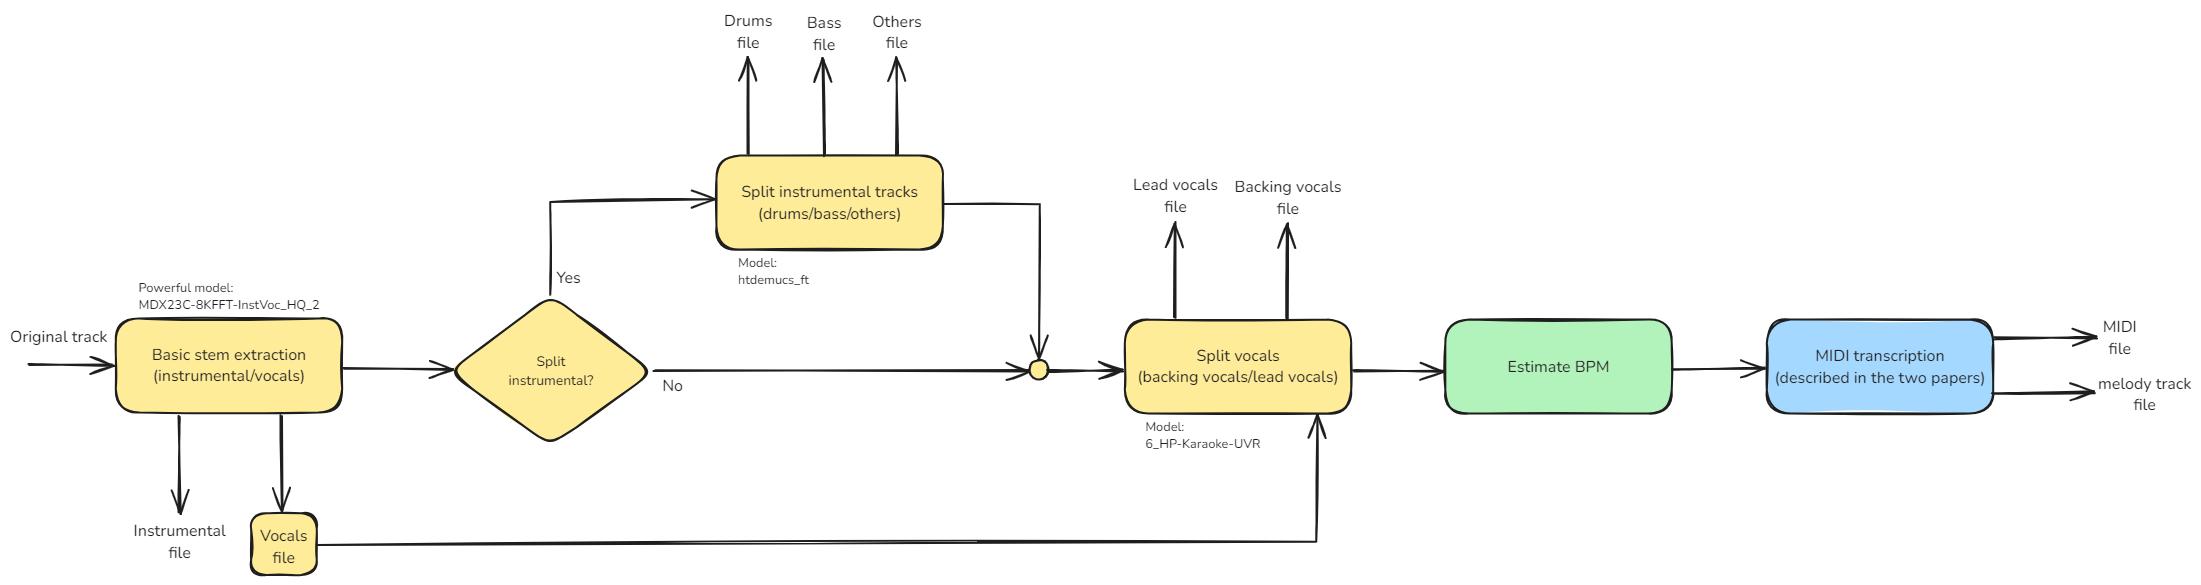 Drums
file
Bass
file
Others
file
Split instrumental tracks
(drums/bass/others)
Model:
htdemucs_ft
Lead vocals
file
Backing vocals
file
Yes
Powerful model:
MDX23C-8KFFT-InstVoc_HQ_2
Original track
Basic stem extraction
(instrumental/vocals)
Split
instrumental?
No
Split vocals
(backing vocals/lead vocals)
Model:
6_HP-Karaoke-UVR
Estimate BPM
MIDI transcription
(described in the two papers)
MIDI
file
melody track
file
Instrumental
file
Vocals
file